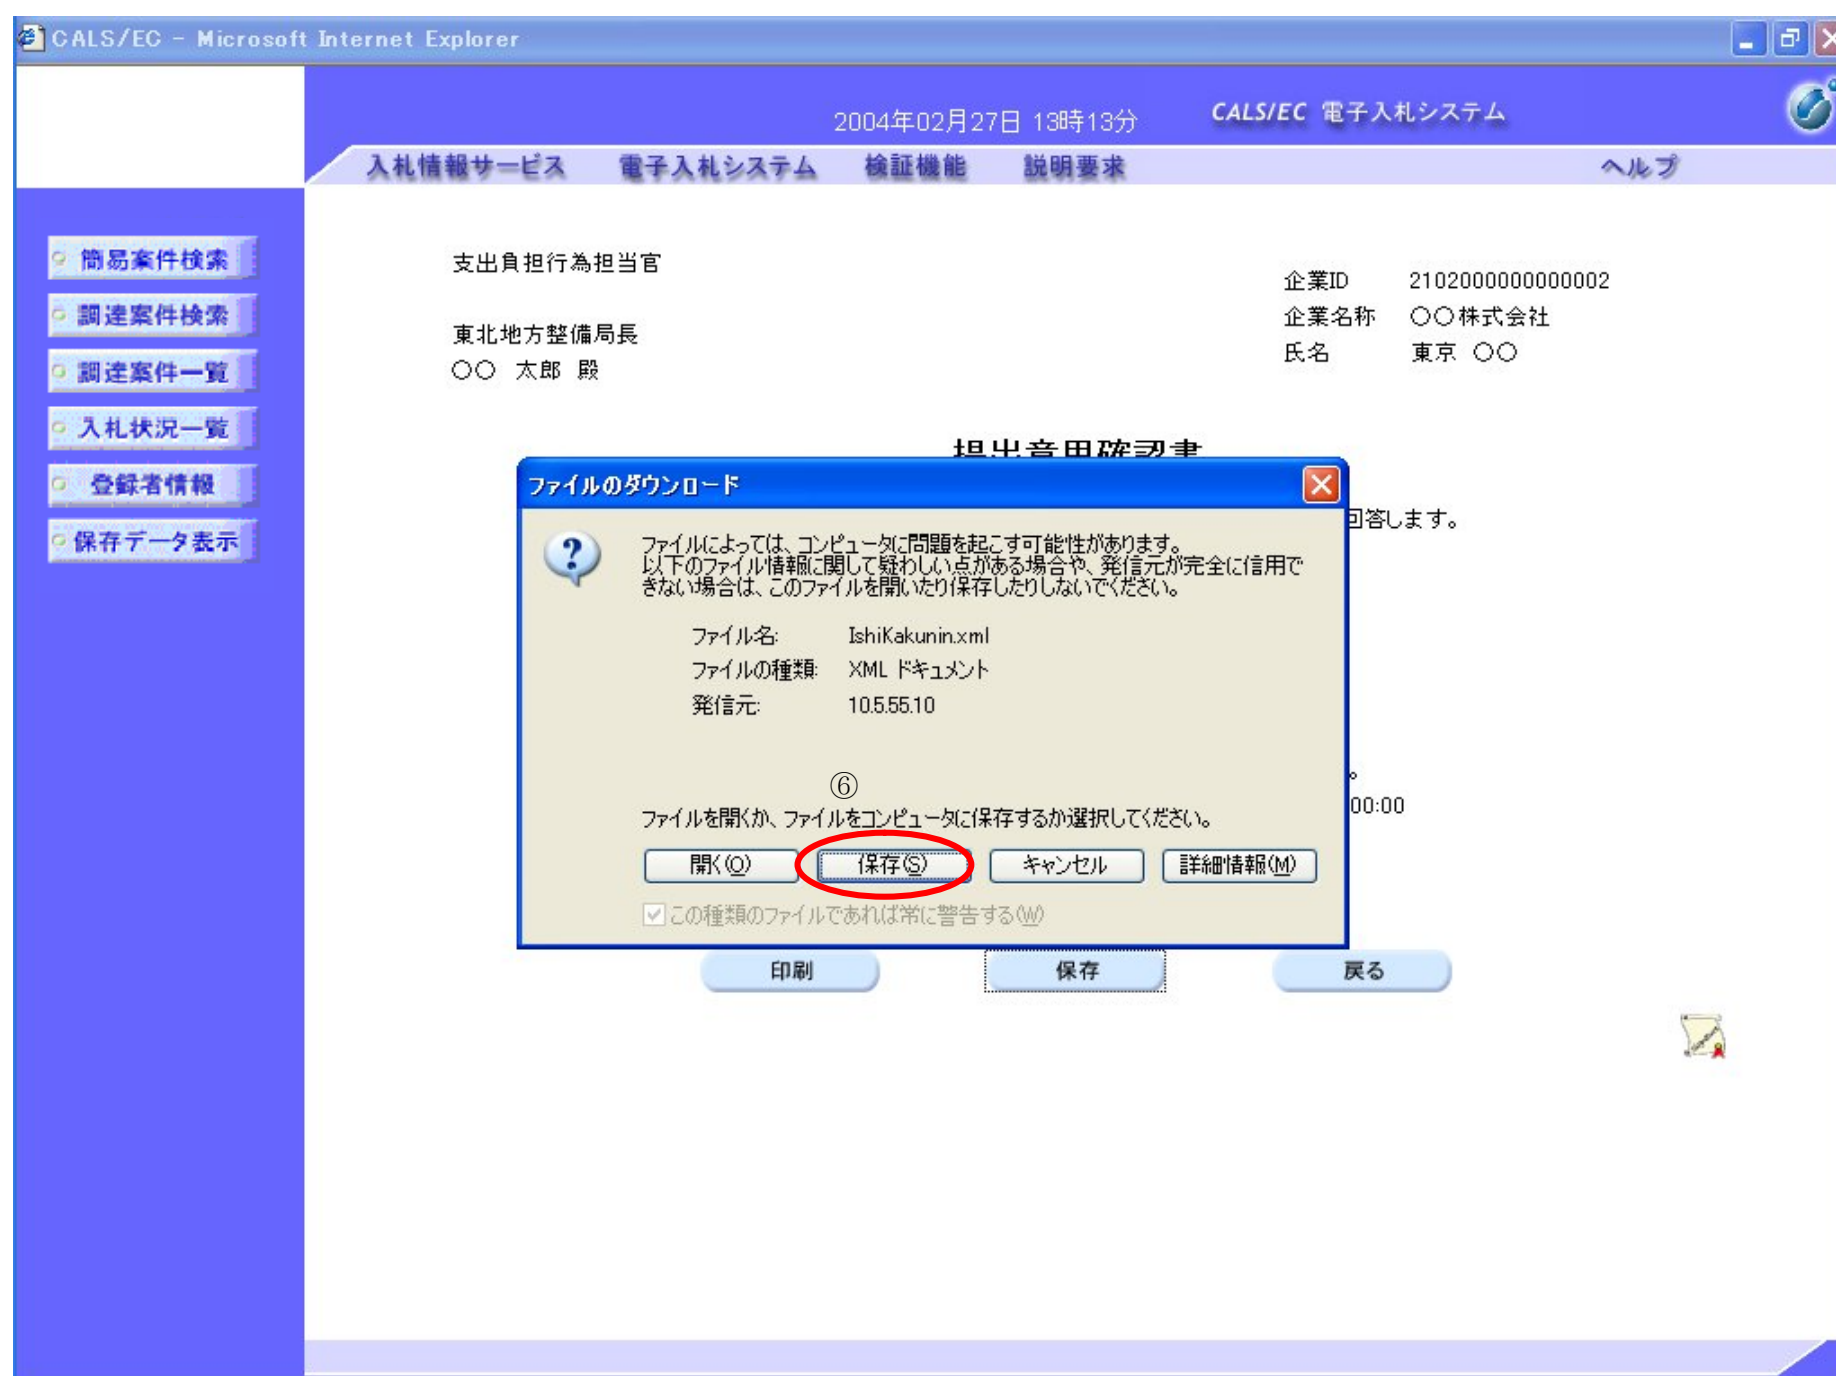 CALS/EC - Microsoft Internet Explorer
2004年02月27日 13時13分
CALS/EC 電子入札システム
入札情報サービス 電子入札システム 検証機能 説明要求 ヘルプ
簡易案件検索
調達案件検索
調達案件一覧
入札状況一覧
登録者情報
保存データ表示
支出負担行為担当官
東北地方整備局長
○○ 太郎 殿
企業ID 2102000000000002
企業名称 ○○株式会社
氏名 東京 ○○
提出意思確認書
回答します。
ファイルのダウンロード
ファイルによっては、コンピュータに問題を起こす可能性があります。
以下のファイル情報に関して疑わしい点がある場合や、発信元が完全に信用で
きない場合は、このファイルを開いたり保存したりしないでください。
ファイル名: IshiKakunin.xml
ファイルの種類: XML ドキュメント
発信元: 10.5.55.10
⑥
。
00:00
ファイルを開くか、ファイルをコンピュータに保存するか選択してください。
開く(O) 保存(S) キャンセル 詳細情報(M)
この種類のファイルであれば常に警告する(W)
印刷 保存 戻る